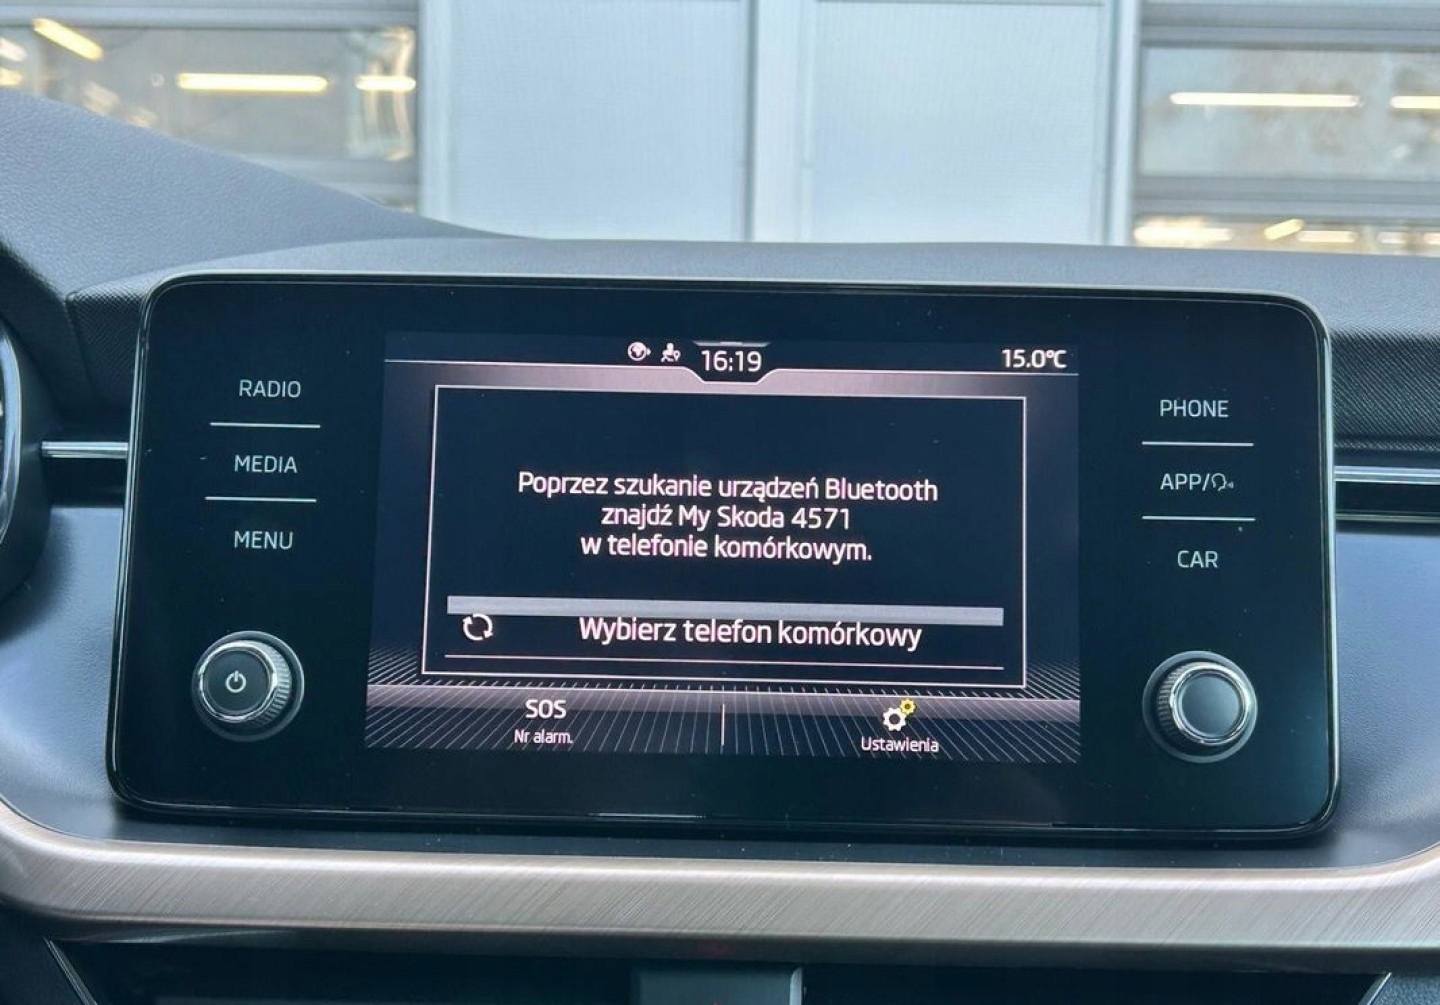 16:19
15.0°C
RADIO
MEDIA
MENU
Poprzez szukanie urządzeń Bluetooth
znajdź My Skoda 4571
w telefonie komórkowym.
Wybierz telefon komórkowy
SOS
Nr alarm.
Ustawienia
PHONE
APP/
CAR